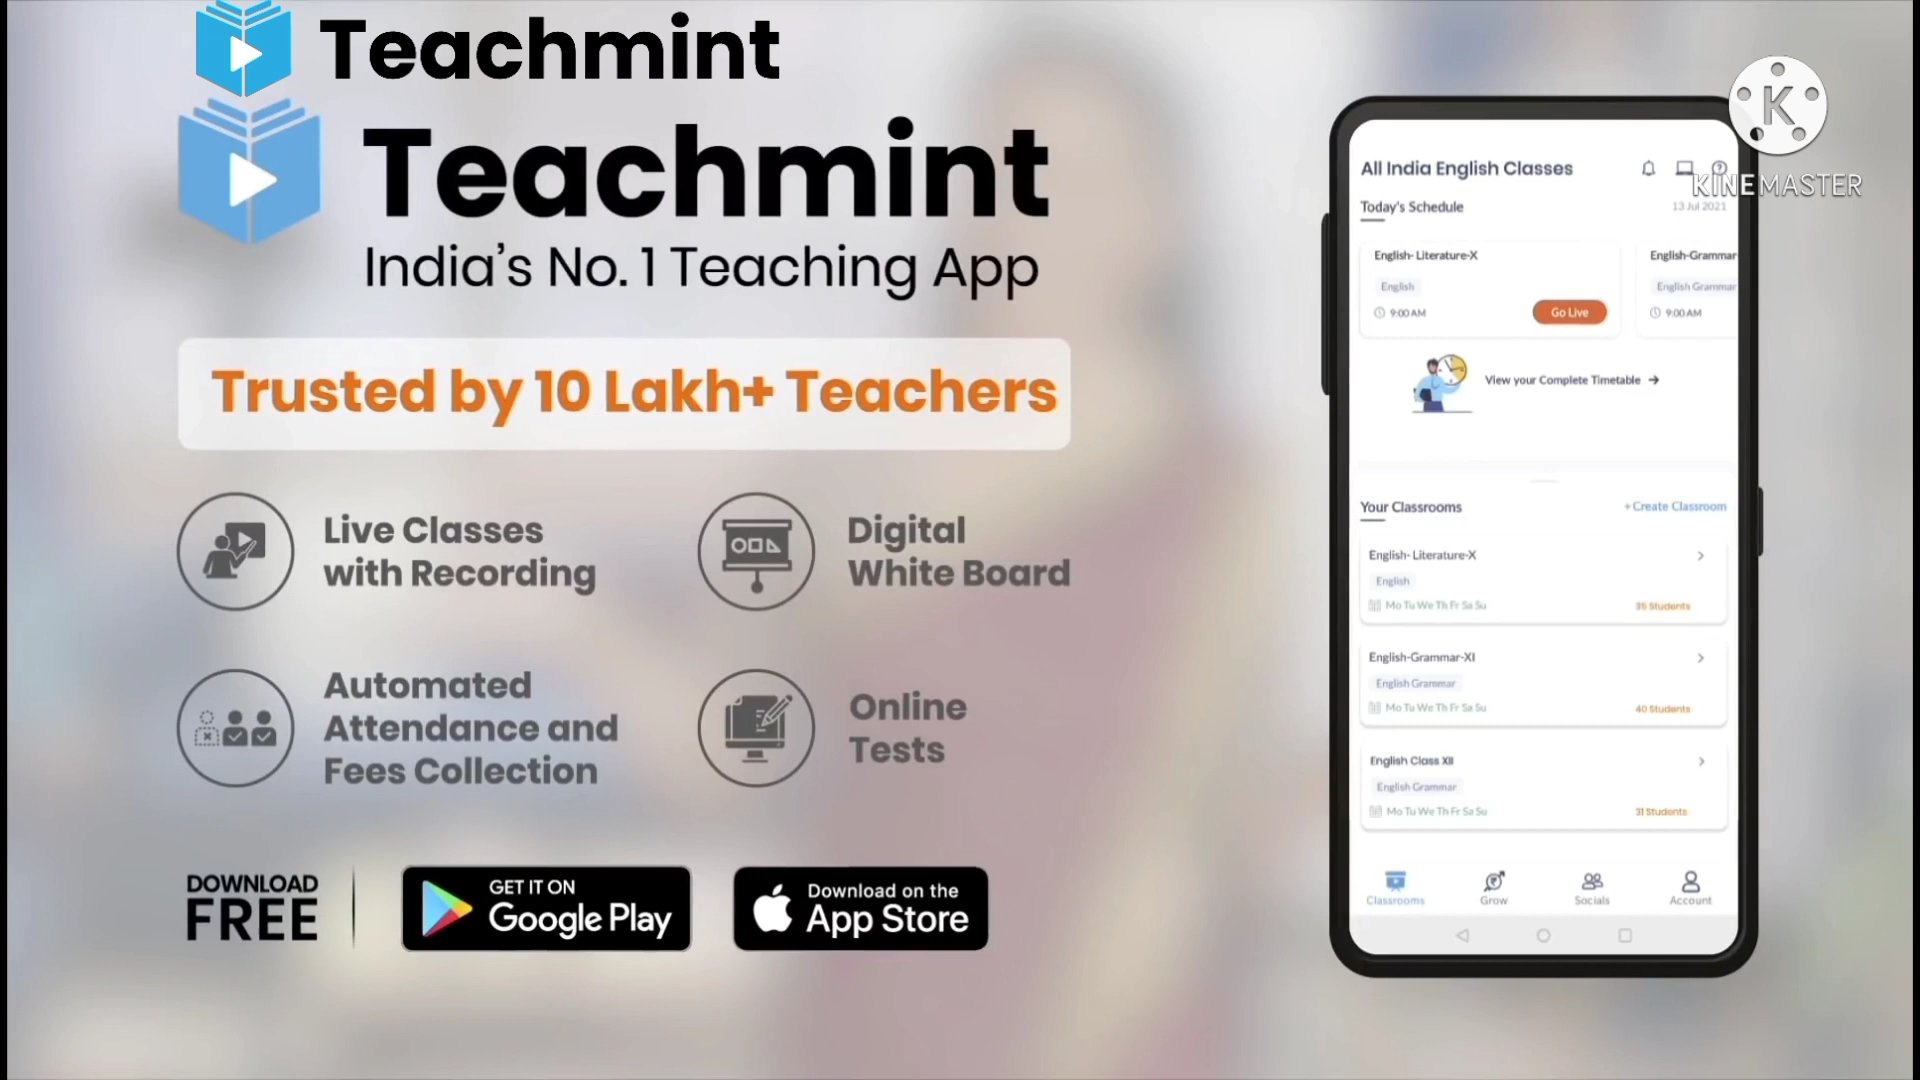 Teachmint
Teachmint
India's No. 1 Teaching App
Trusted by 10 Lakh+ Teachers
Live Classes
with Recording
Digital
White Board
Automated
Attendance and
Fees Collection
Online
Tests
DOWNLOAD
FREE
GET IT ON
Google Play
Download on the
App Store
K
KINEMASTER
All India English Classes
Today's Schedule
13 Jul 2021
English- Literature-X
English
9:00 AM
Go Live
English-Grammar
English Grammar
9:00 AM
View your Complete Timetable →
Your Classrooms
+ Create Classroom
English- Literature-X
English
Mo Tu We Th Fr Sa Su
35 Students
English-Grammar-XI
English Grammar
Mo Tu We Th Fr Sa Su
40 Students
English Class XII
English Grammar
Mo Tu We Th Fr Sa Su
31 Students
Classrooms
Grow
Socials
Account